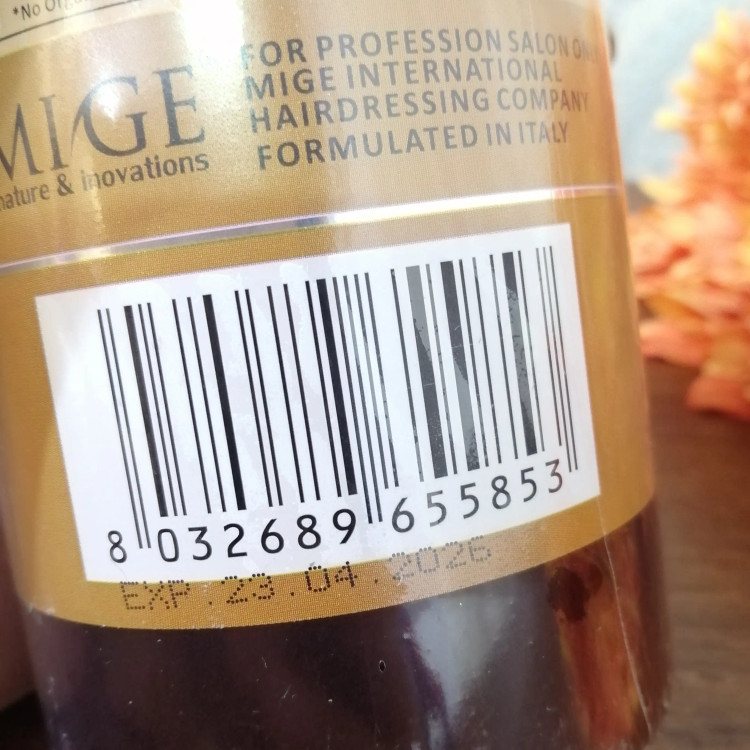 *No
FOR PROFESSION SALON
MIGE INTERNATIONAL
HAIRDRESSING COMPANY
FORMULATED IN ITALY
MIGE
nature & inovations
8 032689 655853
EXP.23.04.2026